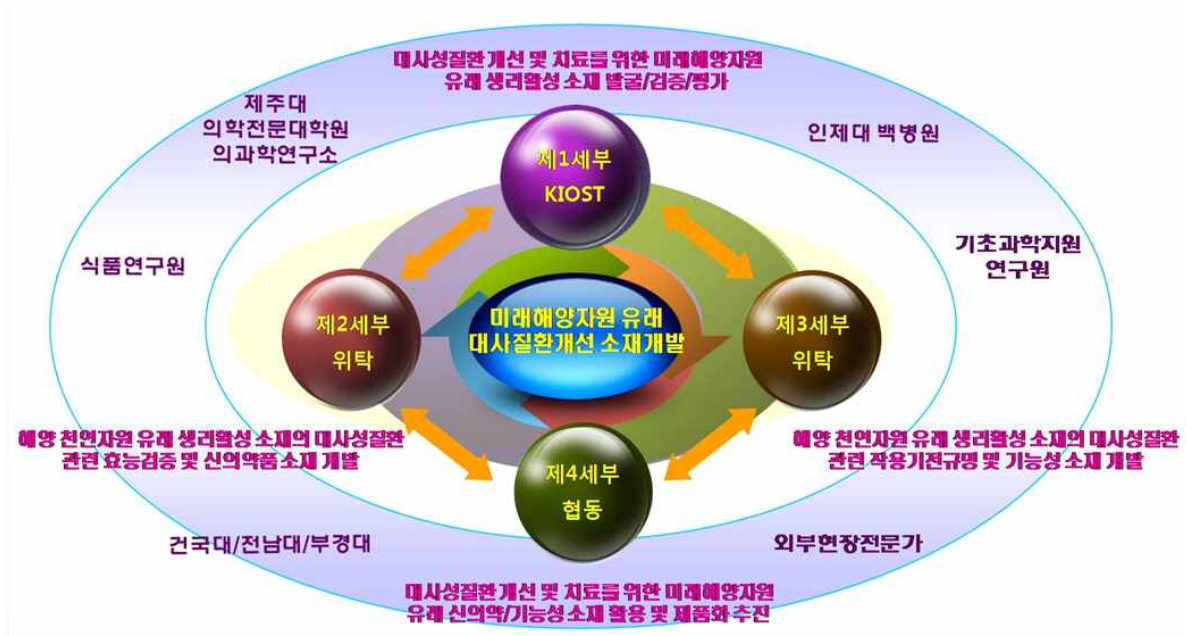 대사성질환 개선 및 치료를 위한 미래해양자원
유래 생리활성 소재 발굴/검증/평가
제주대
의학전문대학원
의과학연구소
인제대 백병원
제1세부
KIOST
식품연구원
기초과학지원
연구원
제2세부
위탁
미래해양자원 유래
대사질환개선 소재개발
제3세부
위탁
해양 천연자원 유래 생리활성 소재의 대사성질환
관련 효능검증 및 신의약품 소재 개발
해양 천연자원 유래 생리활성 소재의 대사성질환
관련 작용기전규명 및 기능성 소재 개발
제4세부
협동
건국대/전남대/부경대
외부현장전문가
대사성질환 개선 및 치료를 위한 미래해양자원
유래 신의약/기능성 소재 활용 및 제품화 추진